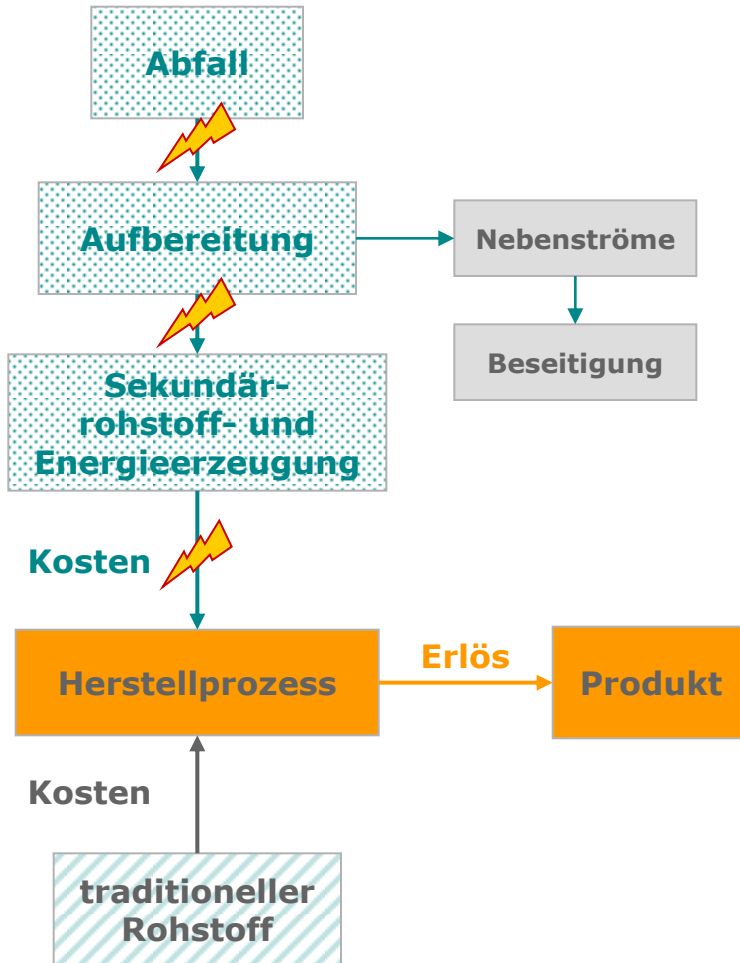 Abfall
Aufbereitung
Nebenströme
Beseitigung
Sekundär-
rohstoff- und
Energieerzeugung
Kosten
Herstellprozess
Erlös
Produkt
Kosten
traditioneller
Rohstoff